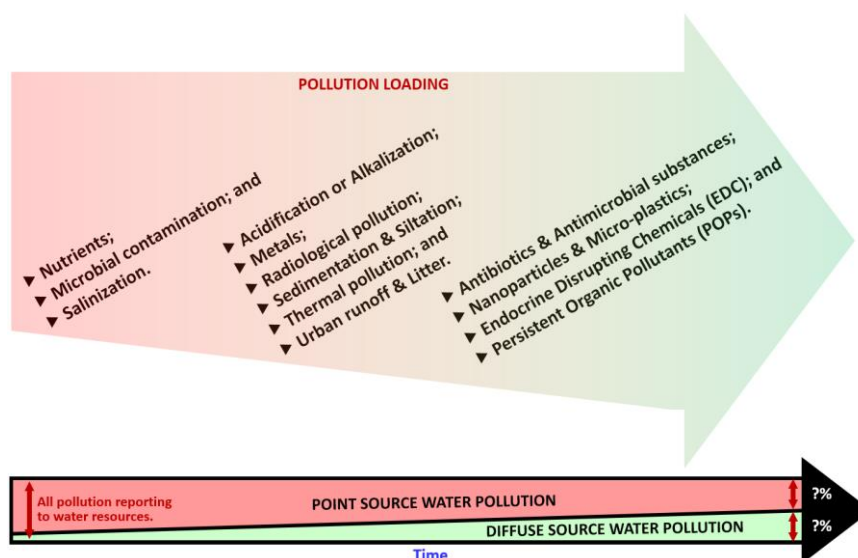 POLLUTION LOADING
▼ Nutrients;
▼ Microbial contamination; and
▼ Salinization.
▼ Acidification or Alkalization;
▼ Metals;
▼ Radiological pollution;
▼ Sedimentation & Siltation;
▼ Thermal pollution; and
▼ Urban runoff & Litter.
▼ Antibiotics & Antimicrobial substances;
▼ Nanoparticles & Micro-plastics;
▼ Endocrine Disrupting Chemicals (EDC); and
▼ Persistent Organic Pollutants (POPs).
All pollution reporting
to water resources.
POINT SOURCE WATER POLLUTION
?%
DIFFUSE SOURCE WATER POLLUTION
?%
Time